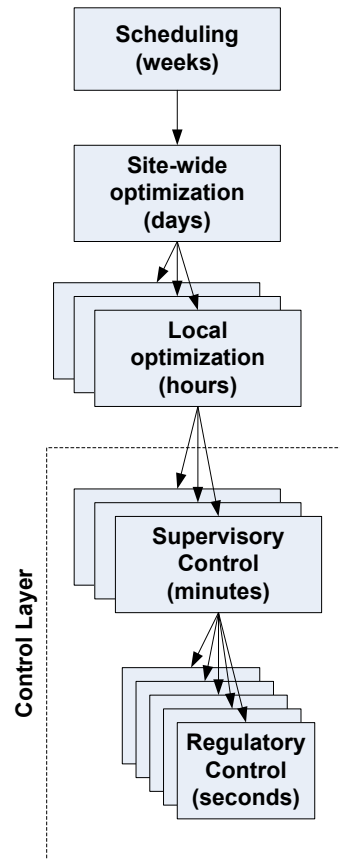 Scheduling
(weeks)
Site-wide
optimization
(days)
Local
optimization
(hours)
Control Layer
Supervisory
Control
(minutes)
Regulatory
Control
(seconds)